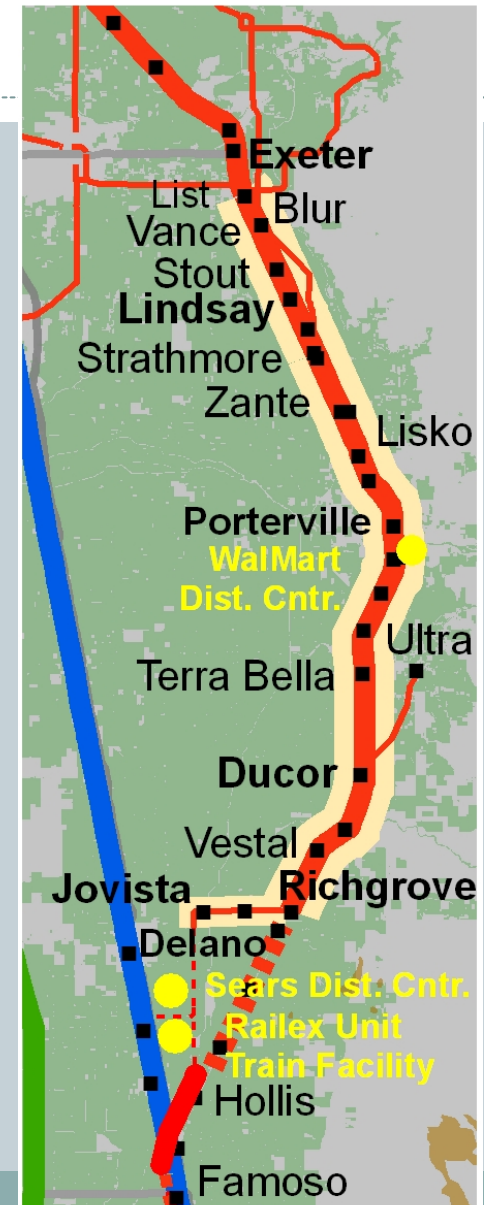 Exeter
List
Blur
Vance
Stout
Lindsay
Strathmore
Zante
Lisko
Porterville
WalMart
Dist. Cntr.
Ultra
Terra Bella
Ducor
Vestal
Jovista
Richgrove
Delano
Sears Dist. Cntr.
Railex Unit
Train Facility
Hollis
Famoso